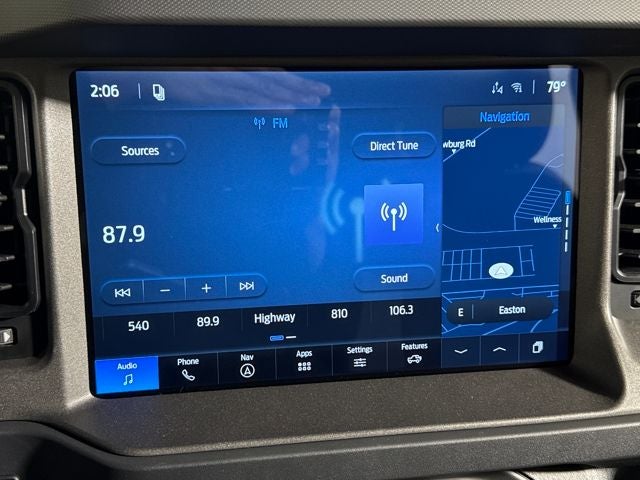 2:06
79°
FM
Navigation
Sources
Direct Tune
wburg Rd
87.9
Wellness
Sound
540
89.9
Highway
810
106.3
E
Easton
Audio
Phone
Nav
Apps
Settings
Features